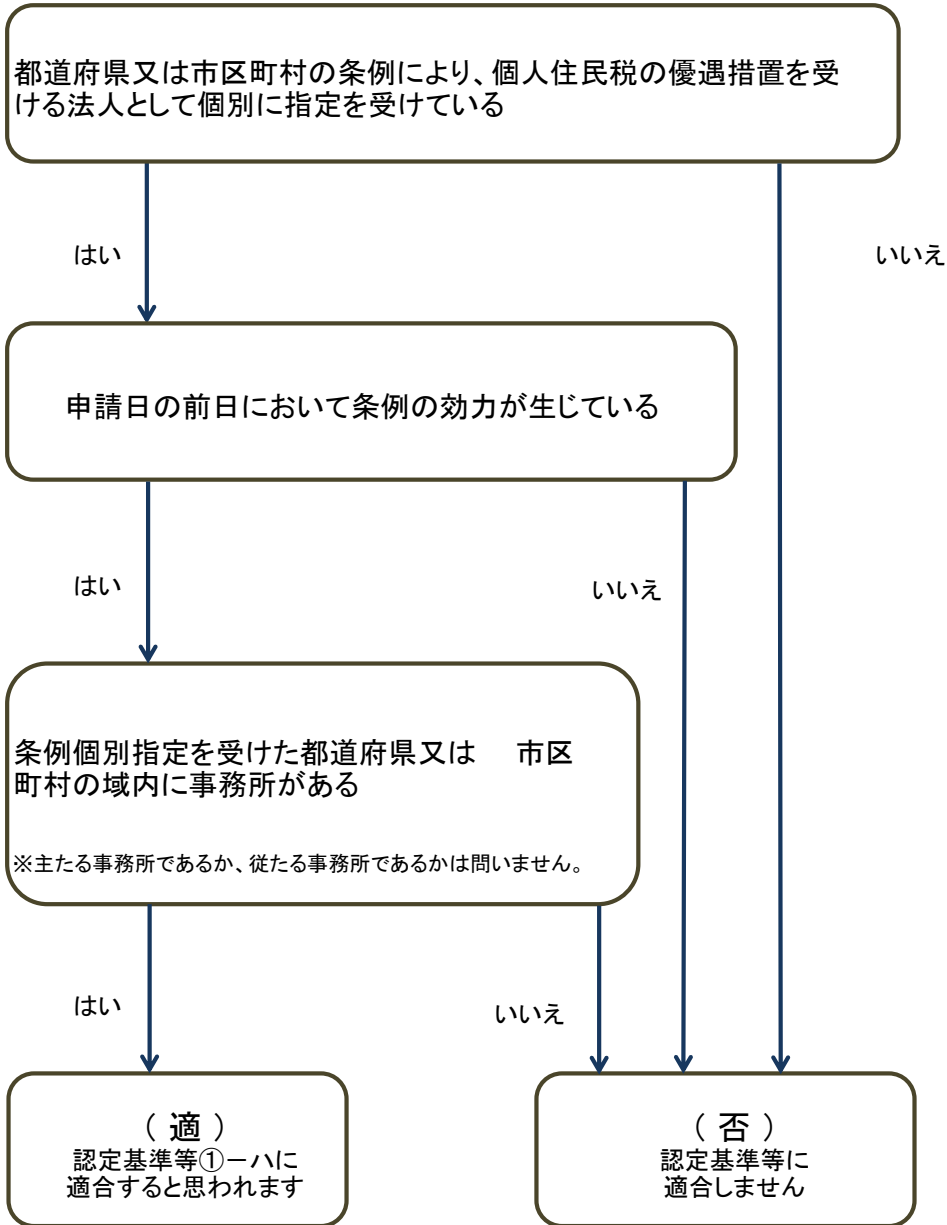 都道府県又は市区町村の条例により、個人住民税の優遇措置を受
ける法人として個別に指定を受けている
はい
いいえ
申請日の前日において条例の効力が生じている
はい
いいえ
条例個別指定を受けた都道府県又は　市区
町村の域内に事務所がある
※主たる事務所であるか、従たる事務所であるかは問いません。
はい
いいえ
（ 適 ）
認定基準等①－ハに
適合すると思われます
（ 否 ）
認定基準等に
適合しません